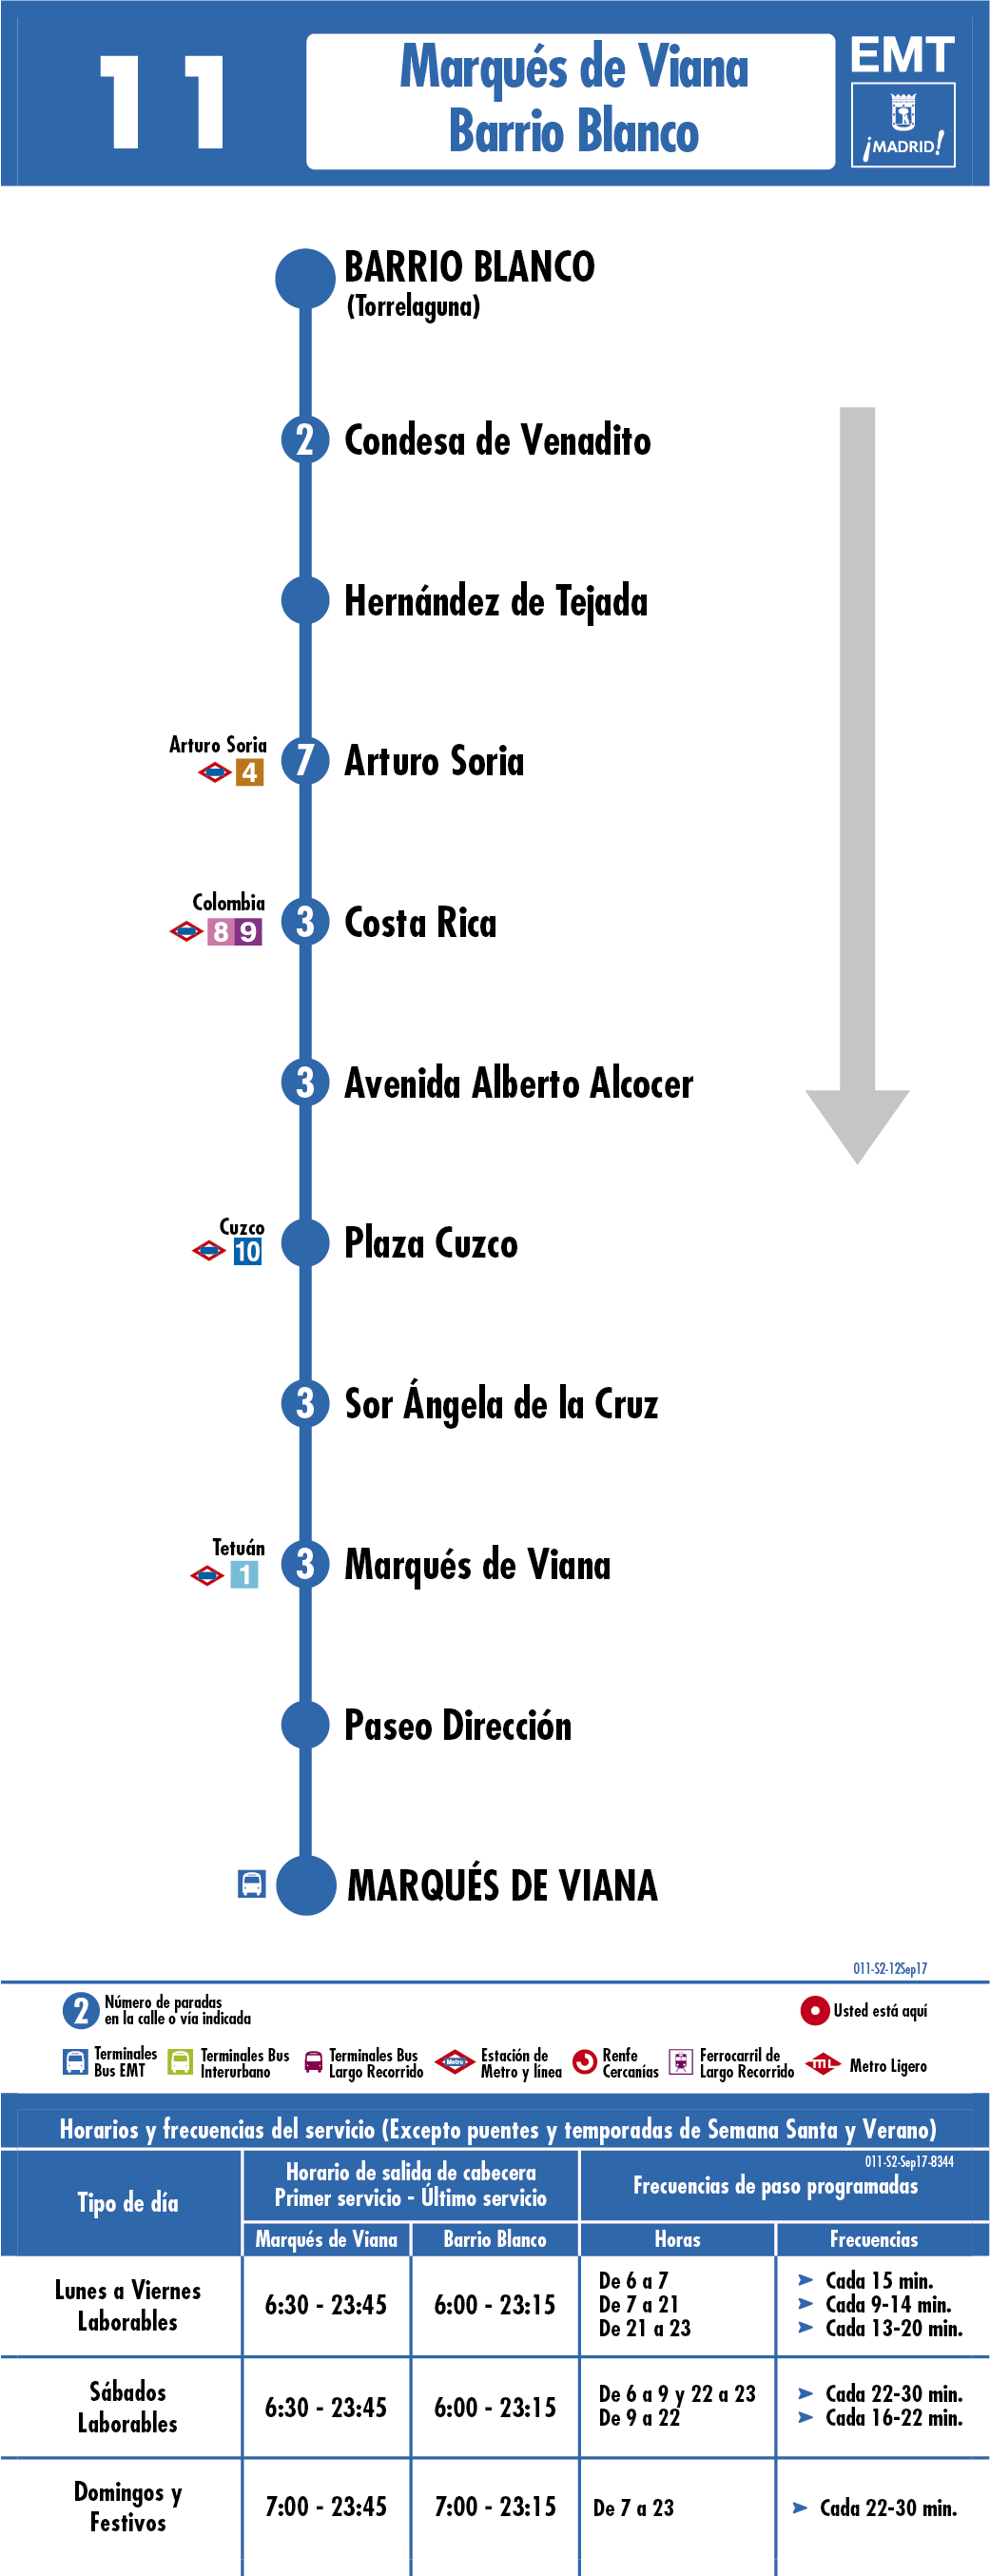 11
Marqués de Viana
Barrio Blanco
EMT
¡MADRID!
BARRIO BLANCO
(Torrelaguna)
2 Condesa de Venadito
Hernández de Tejada
Arturo Soria
4
7 Arturo Soria
Colombia
8 9
3 Costa Rica
3 Avenida Alberto Alcocer
Cuzco
10
Plaza Cuzco
3 Sor Ángela de la Cruz
Tetuán
1
3 Marqués de Viana
Paseo Dirección
MARQUÉS DE VIANA
011-S2-12Sep17
2 Número de paradas
en la calle o vía indicada
Usted está aquí
Terminales
Bus EMT
Terminales Bus
Interurbano
Terminales Bus
Largo Recorrido
Metro
Estación de
Metro y línea
Renfe
Cercanías
Ferrocarril de
Largo Recorrido
ML
Metro Ligero
Horarios y frecuencias del servicio (Excepto puentes y temporadas de Semana Santa y Verano)
011-S2-Sep17-8344
Tipo de día
Horario de salida de cabecera
Primer servicio - Último servicio
Frecuencias de paso programadas
Marqués de Viana
Barrio Blanco
Horas
Frecuencias
Lunes a Viernes
Laborables
6:30 - 23:45
6:00 - 23:15
De 6 a 7
De 7 a 21
De 21 a 23
➤ Cada 15 min.
➤ Cada 9-14 min.
➤ Cada 13-20 min.
Sábados
Laborables
6:30 - 23:45
6:00 - 23:15
De 6 a 9 y 22 a 23
De 9 a 22
➤ Cada 22-30 min.
➤ Cada 16-22 min.
Domingos y
Festivos
7:00 - 23:45
7:00 - 23:15
De 7 a 23
➤ Cada 22-30 min.